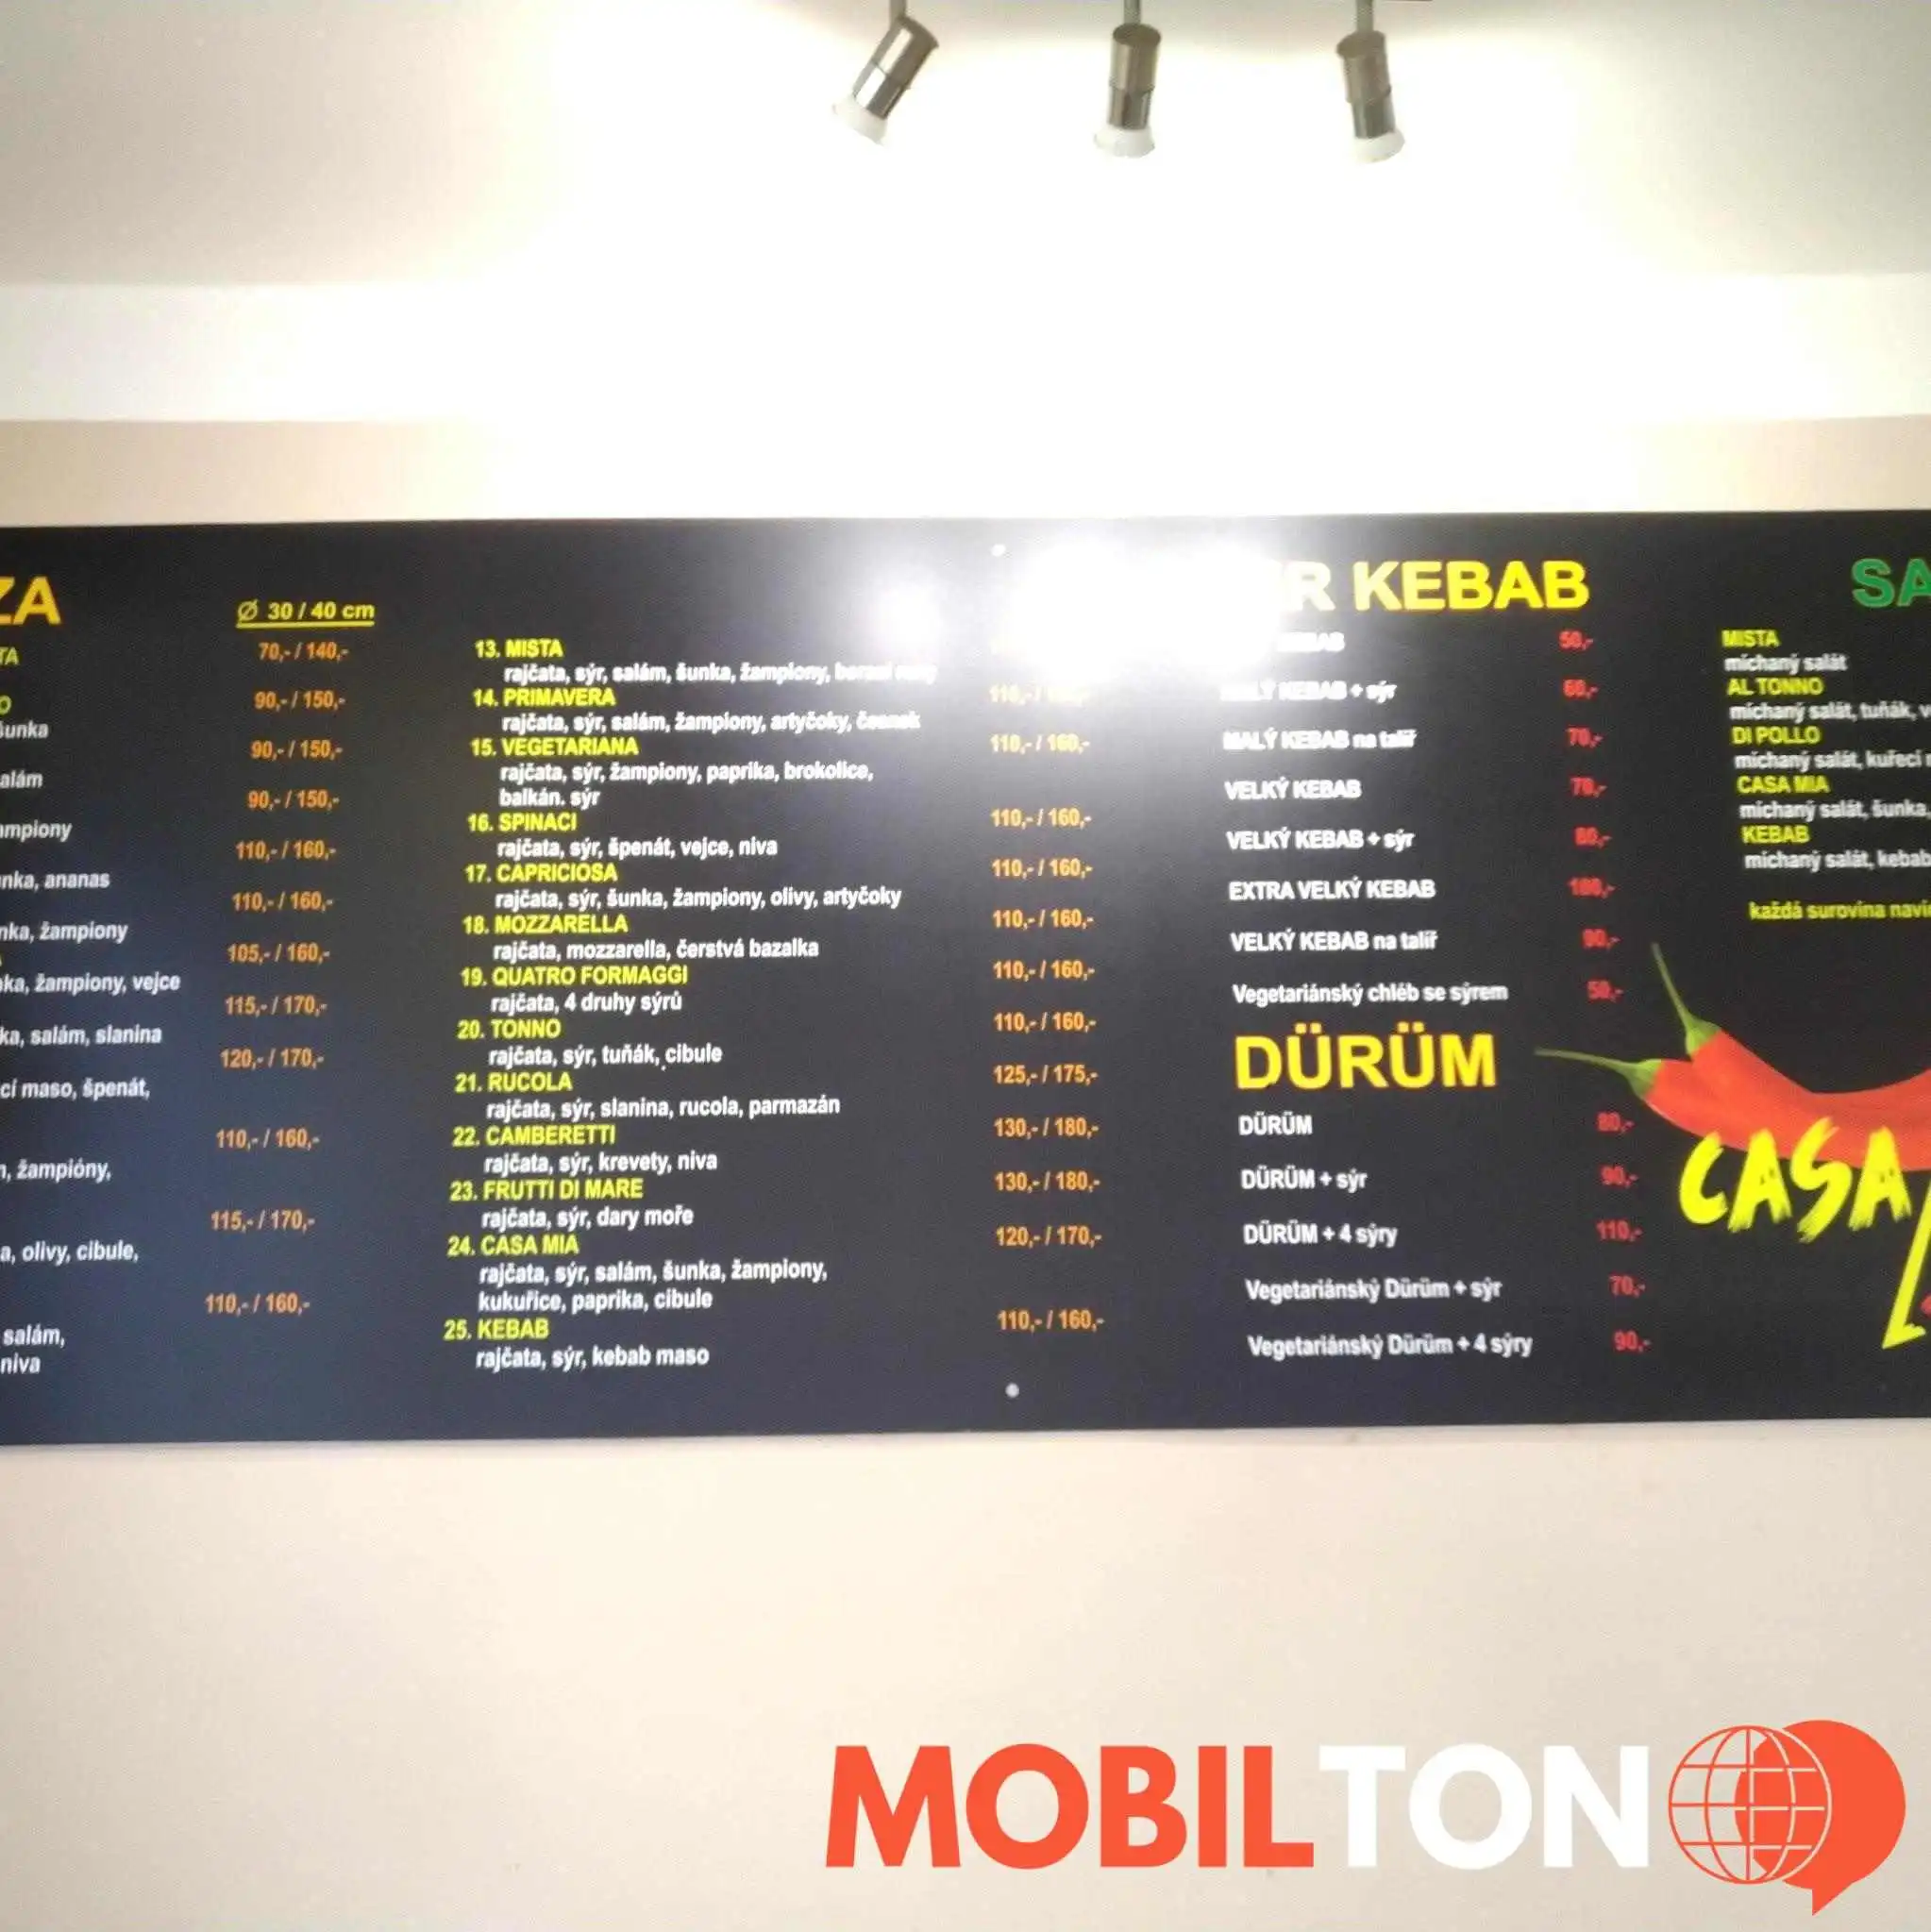 ZA
Ø 30 / 40 cm
TA
70,- / 140,-
O
90,- / 150,-
šunka
90,- / 150,-
alám
90,- / 150,-
ampiony
110,- / 160,-
nka, ananas
110,- / 160,-
nka, žampiony
105,- / 160,-
ka, žampiony, vejce
115,- / 170,-
ka, salám, slanina
120,- / 170,-
cí maso, špenát,
110,- / 160,-
, žampióny,
115,- / 170,-
a, olivy, cibule,
110,- / 160,-
salám,
niva
13. MISTA
rajčata, sýr, salám, šunka, žampiony,
14. PRIMAVERA
rajčata, sýr, salám, žampiony, artyčoky, česnek
15. VEGETARIANA 110,- / 160,-
rajčata, sýr, žampiony, paprika, brokolice,
balkán. sýr
16. SPINACI 110,- / 160,-
rajčata, sýr, špenát, vejce, niva
17. CAPRICIOSA 110,- / 160,-
rajčata, sýr, šunka, žampiony, olivy, artyčoky
18. MOZZARELLA 110,- / 160,-
rajčata, mozzarella, čerstvá bazalka
19. QUATRO FORMAGGI 110,- / 160,-
rajčata, 4 druhy sýrů
20. TONNO 110,- / 160,-
rajčata, sýr, tuňák, cibule
21. RUCOLA 125,- / 175,-
rajčata, sýr, slanina, rucola, parmazán
22. CAMBERETTI 130,- / 180,-
rajčata, sýr, krevety, niva
23. FRUTTI DI MARE 130,- / 180,-
rajčata, sýr, dary moře
24. CASA MIA 120,- / 170,-
rajčata, sýr, salám, šunka, žampiony,
kukuřice, paprika, cibule
25. KEBAB 110,- / 160,-
rajčata, sýr, kebab maso
R KEBAB
KEBAB 50,-
MALÝ KEBAB + sýr 60,-
MALÝ KEBAB na talíř 70,-
VELKÝ KEBAB 70,-
VELKÝ KEBAB + sýr 80,-
EXTRA VELKÝ KEBAB 100,-
VELKÝ KEBAB na talíř 90,-
Vegetariánský chléb se sýrem 50,-
DÜRÜM
DÜRÜM 80,-
DÜRÜM + sýr 90,-
DÜRÜM + 4 sýry 110,-
Vegetariánský Dürüm + sýr 70,-
Vegetariánský Dürüm + 4 sýry 90,-
SA
MISTA
míchaný salát
AL TONNO
míchaný salát, tuňák, v
DI POLLO
míchaný salát, kuřecí
CASA MIA
míchaný salát, šunka,
KEBAB
míchaný salát, kebab
každá surovina naví
CASA
MOBILTON